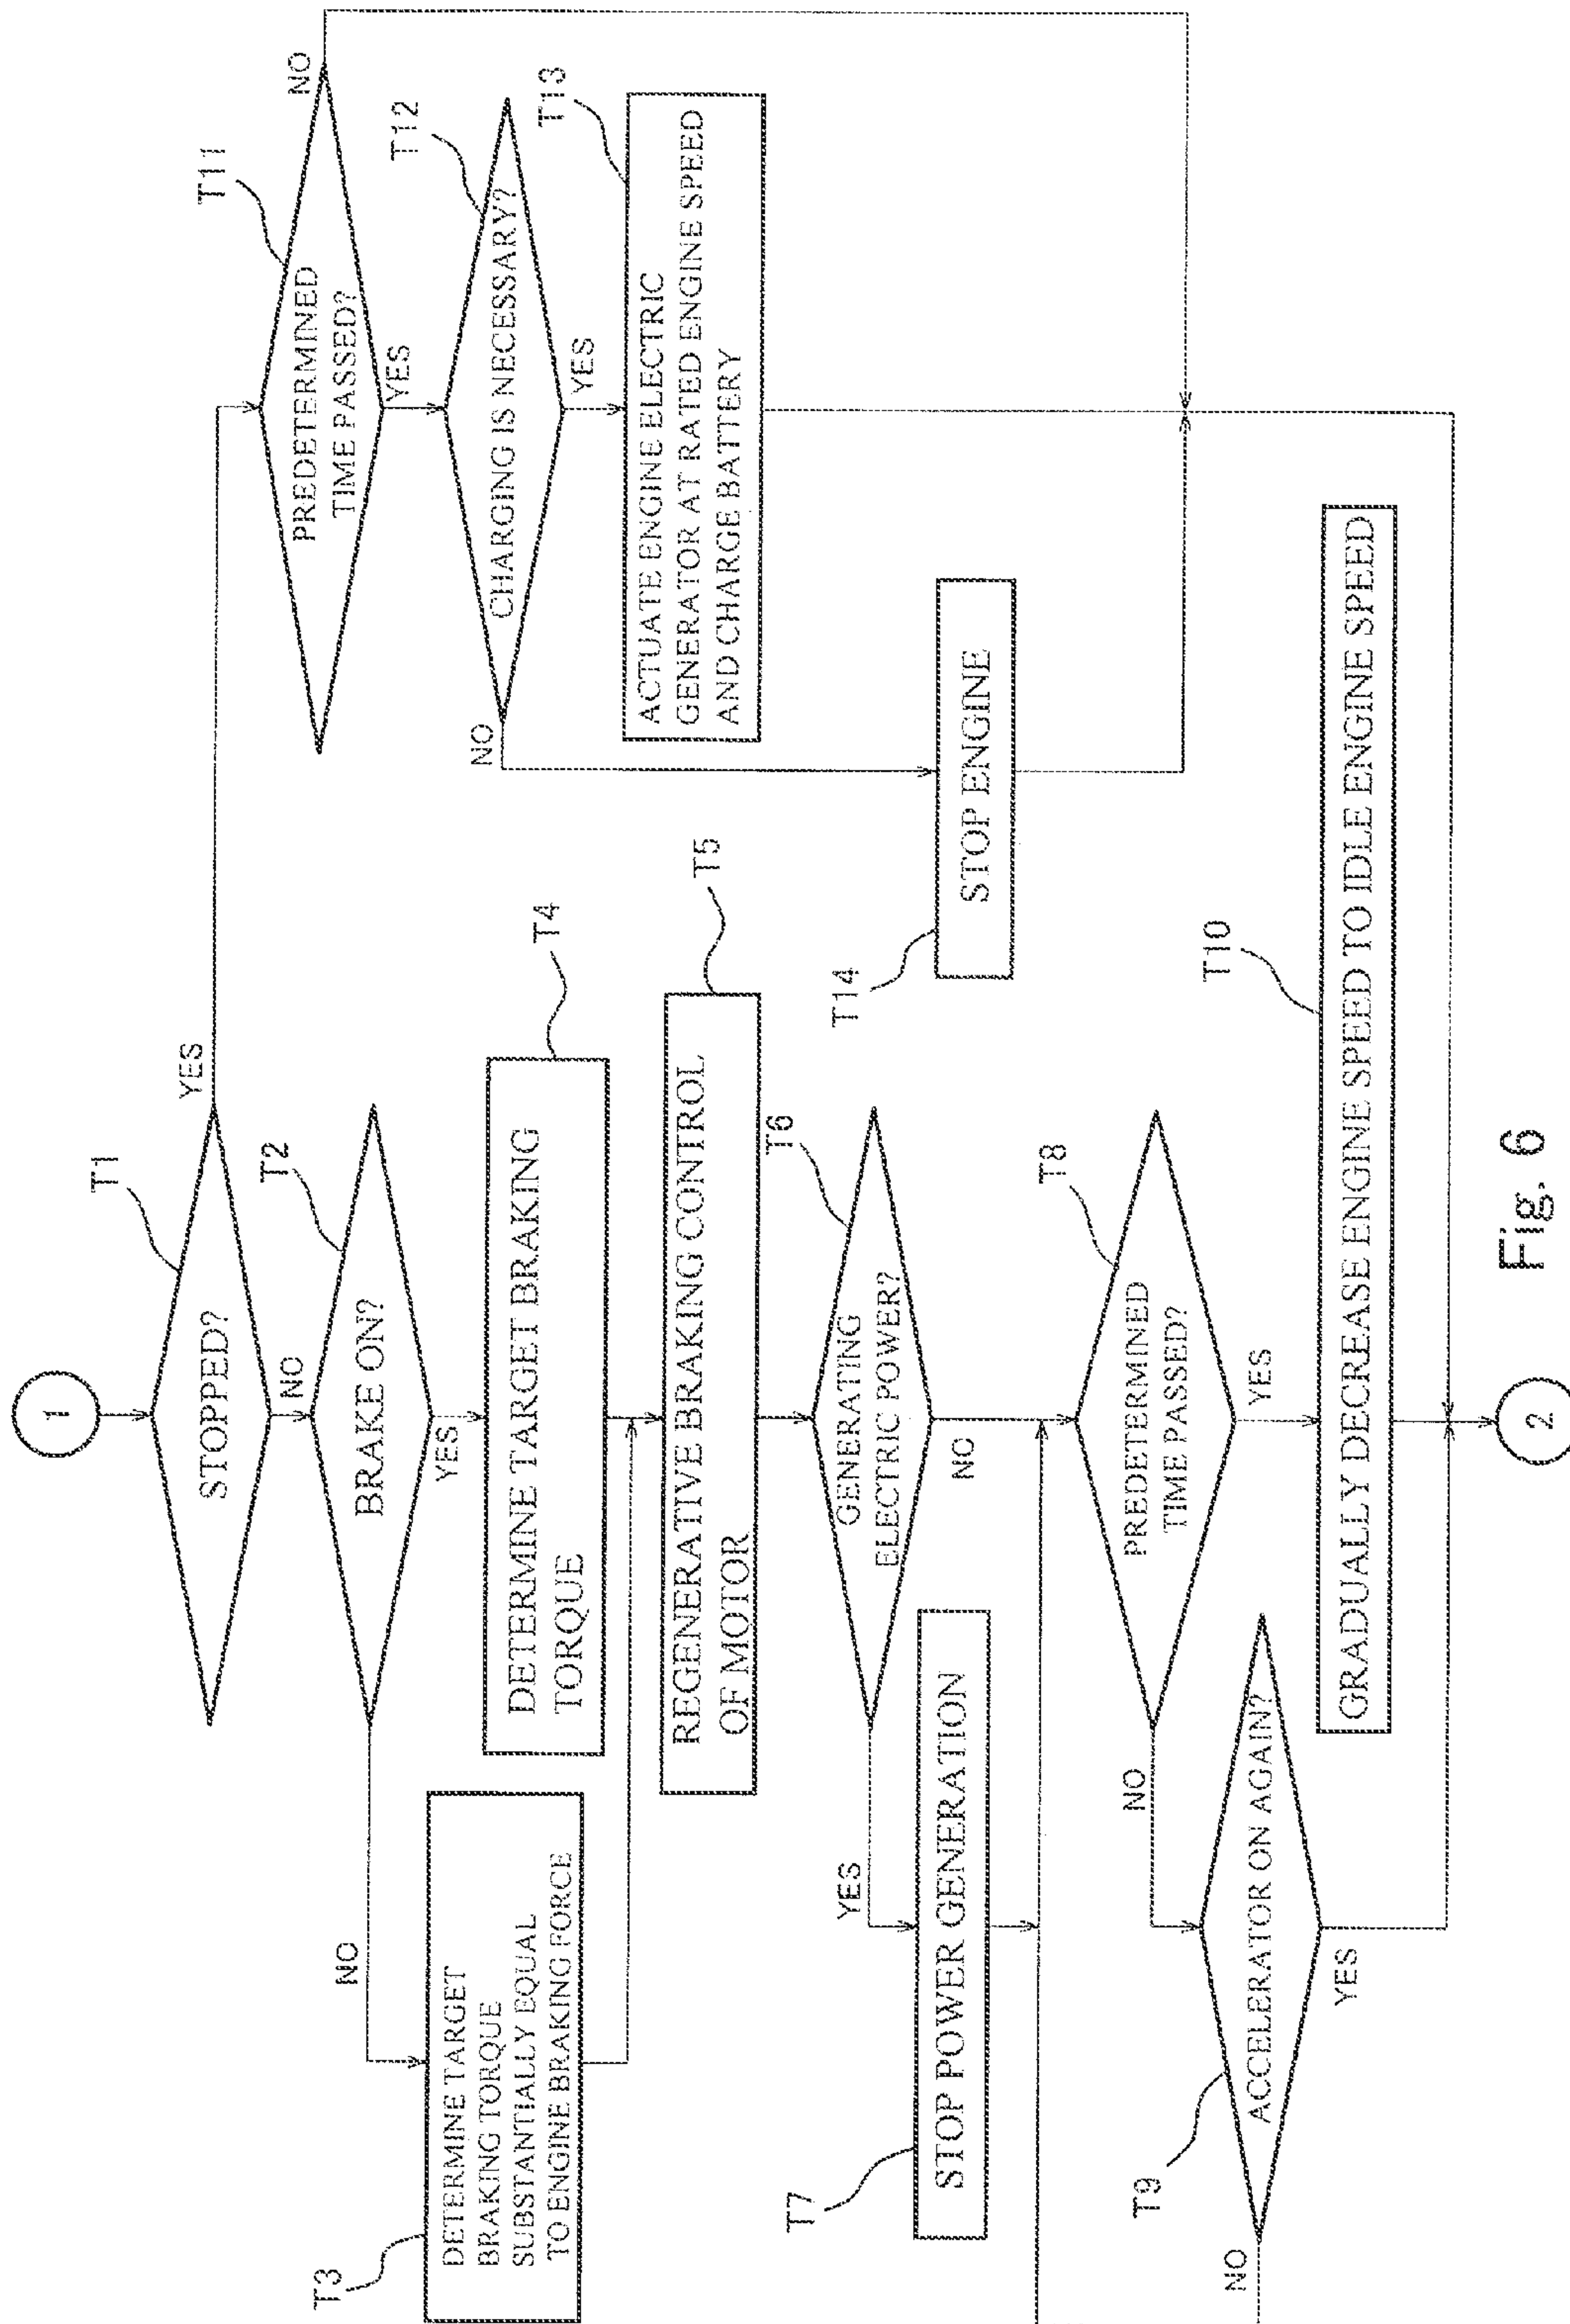 1
T1
STOPPED?
YES
NO
T2
BRAKE ON?
NO
YES
T3
DETERMINE TARGET
BRAKING TORQUE
SUBSTANTIALLY EQUAL
TO ENGINE BRAKING FORCE
T4
DETERMINE TARGET BRAKING
TORQUE
T5
REGENERATIVE BRAKING CONTROL
OF MOTOR
T6
GENERATING
ELECTRIC POWER?
YES
NO
T7
STOP POWER GENERATION
T8
PREDETERMINED
TIME PASSED?
NO
YES
T9
ACCELERATOR ON AGAIN?
NO
YES
T10
GRADUALLY DECREASE ENGINE SPEED TO IDLE ENGINE SPEED
T11
PREDETERMINED
TIME PASSED?
NO
YES
T12
CHARGING IS NECESSARY?
NO
YES
T13
ACTUATE ENGINE ELECTRIC
GENERATOR AT RATED ENGINE SPEED
AND CHARGE BATTERY
T14
STOP ENGINE
2
Fig. 6